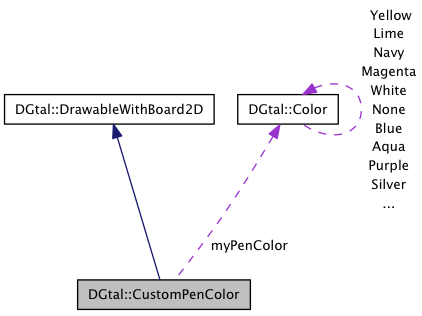 Yellow
Lime
Navy
Magenta
White
None
Blue
Aqua
Purple
Silver
...
DGtal::DrawableWithBoard2D
DGtal::Color
myPenColor
DGtal::CustomPenColor